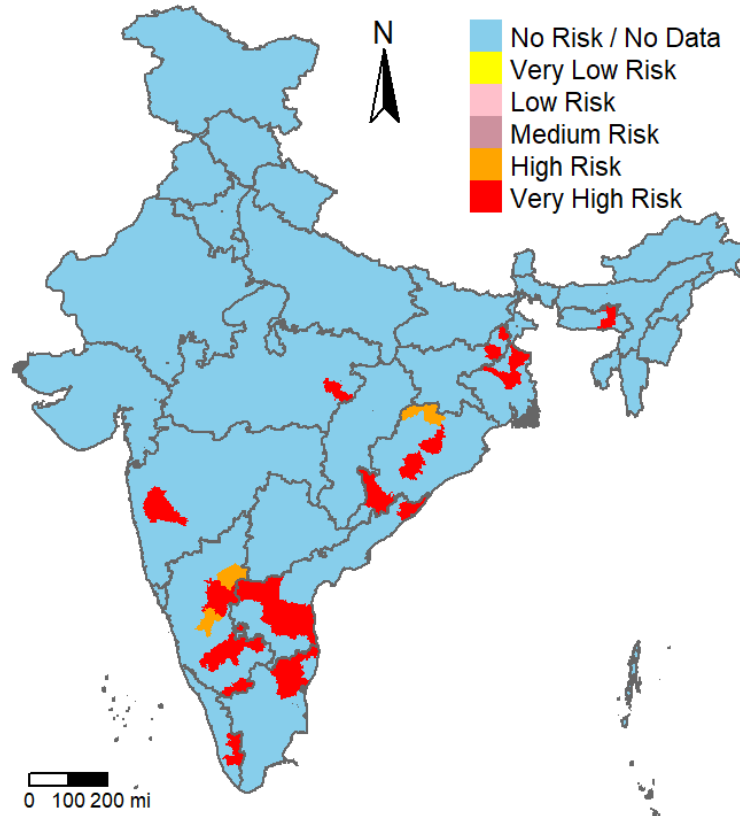 N
No Risk / No Data
Very Low Risk
Low Risk
Medium Risk
High Risk
Very High Risk
0 100 200 mi